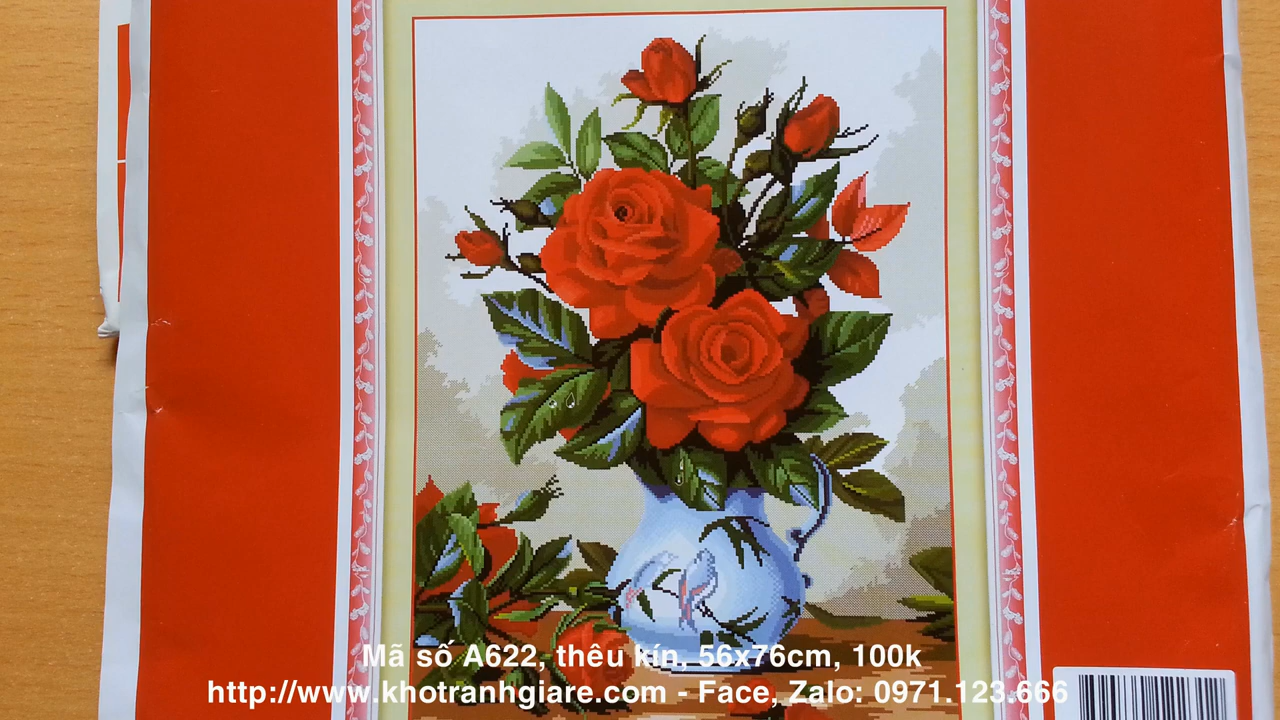 Mã số A622, thêu kín, 56x76cm, 100k
http://www.khotranhgiare.com - Face, Zalo: 0971.123.666